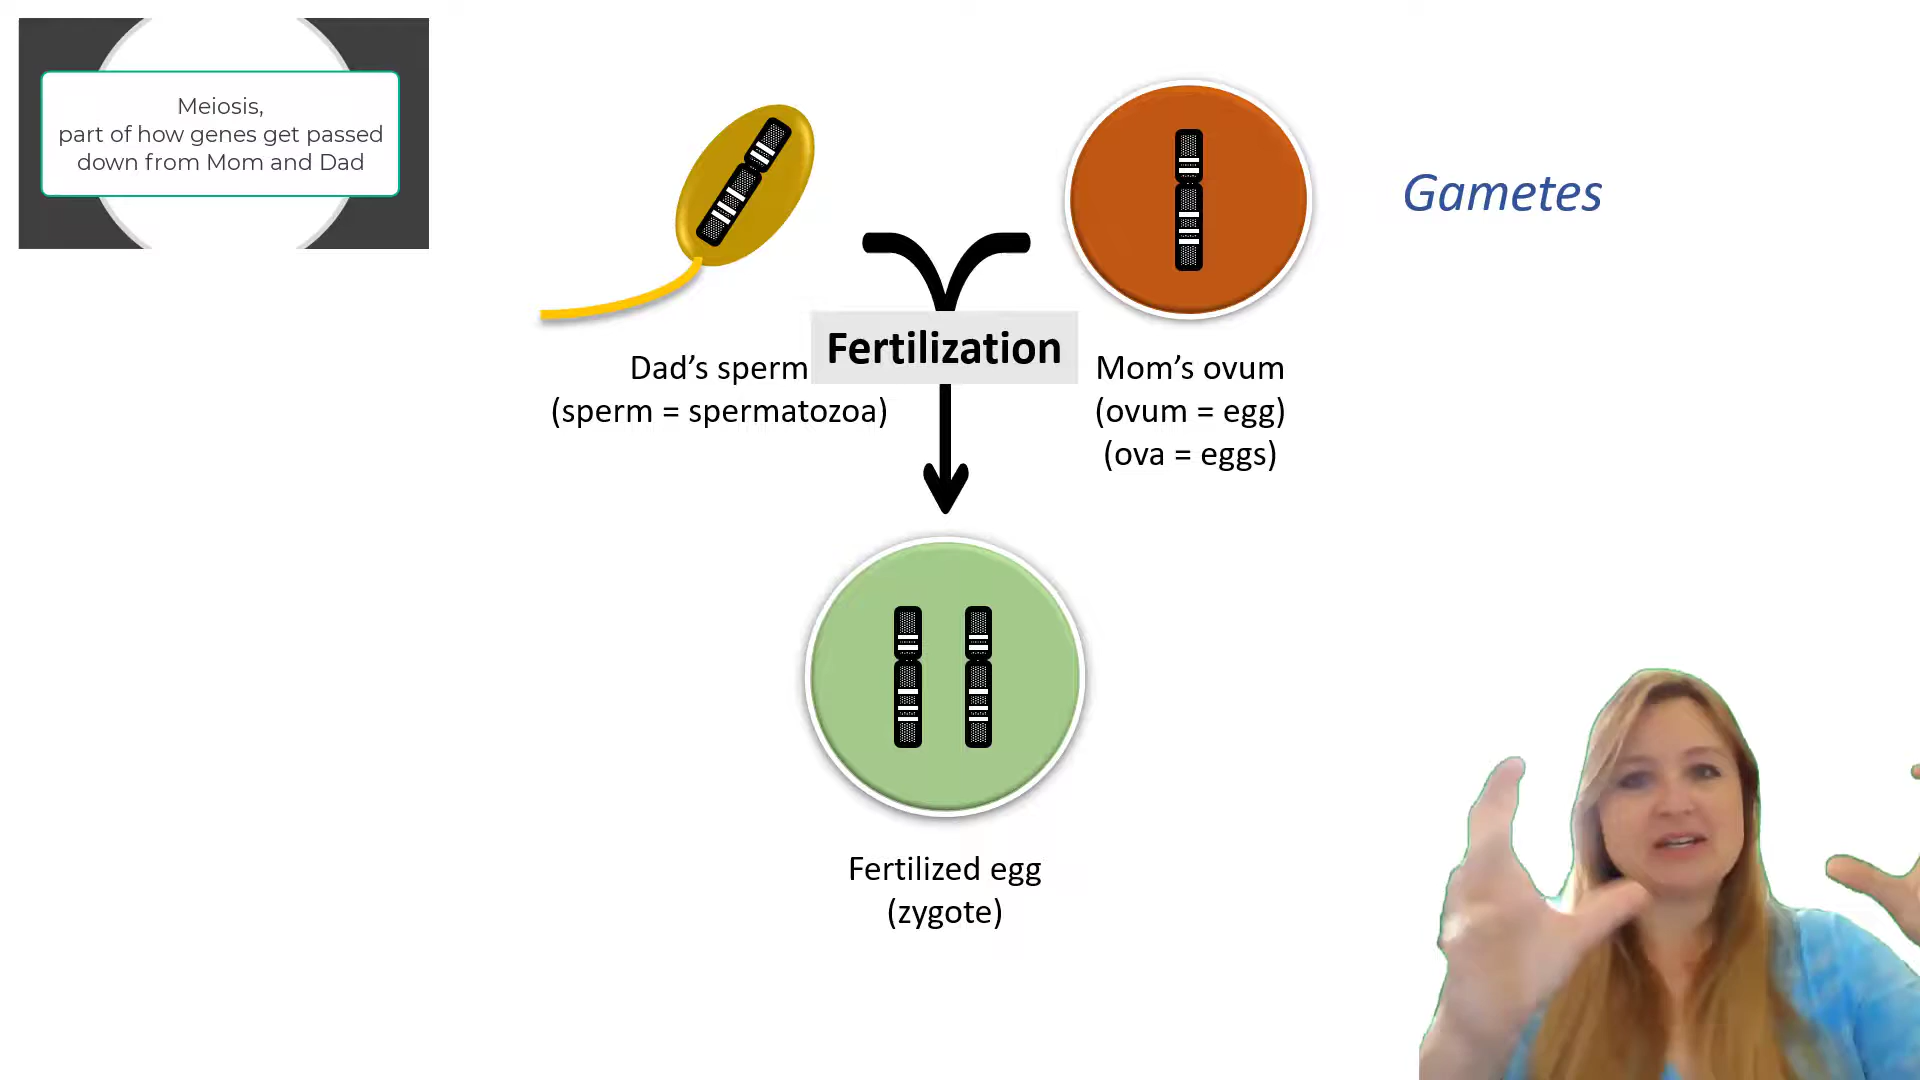 Meiosis,
part of how genes get passed
down from Mom and Dad
Gametes
Fertilization
Dad’s sperm
(sperm = spermatozoa)
Mom’s ovum
(ovum = egg)
(ova = eggs)
Fertilized egg
(zygote)